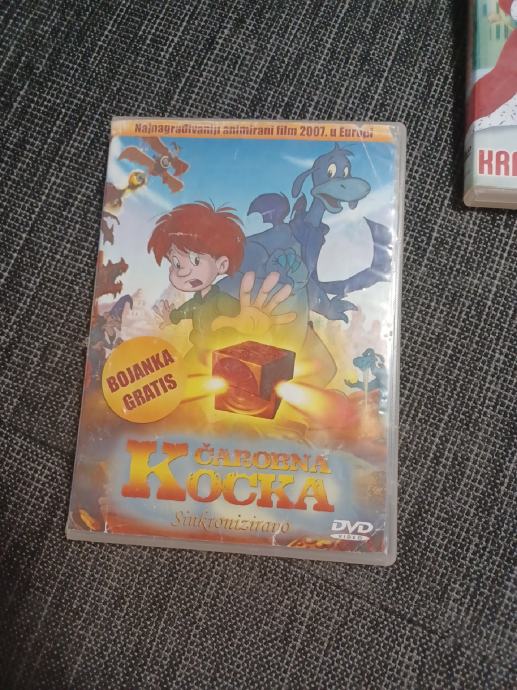 Najnagrađivaniji animirani film 2007. u Europi
BOJANKA
GRATIS
ČAROBNA
KOCKA
Sinkronizirano
DVD
VIDEO